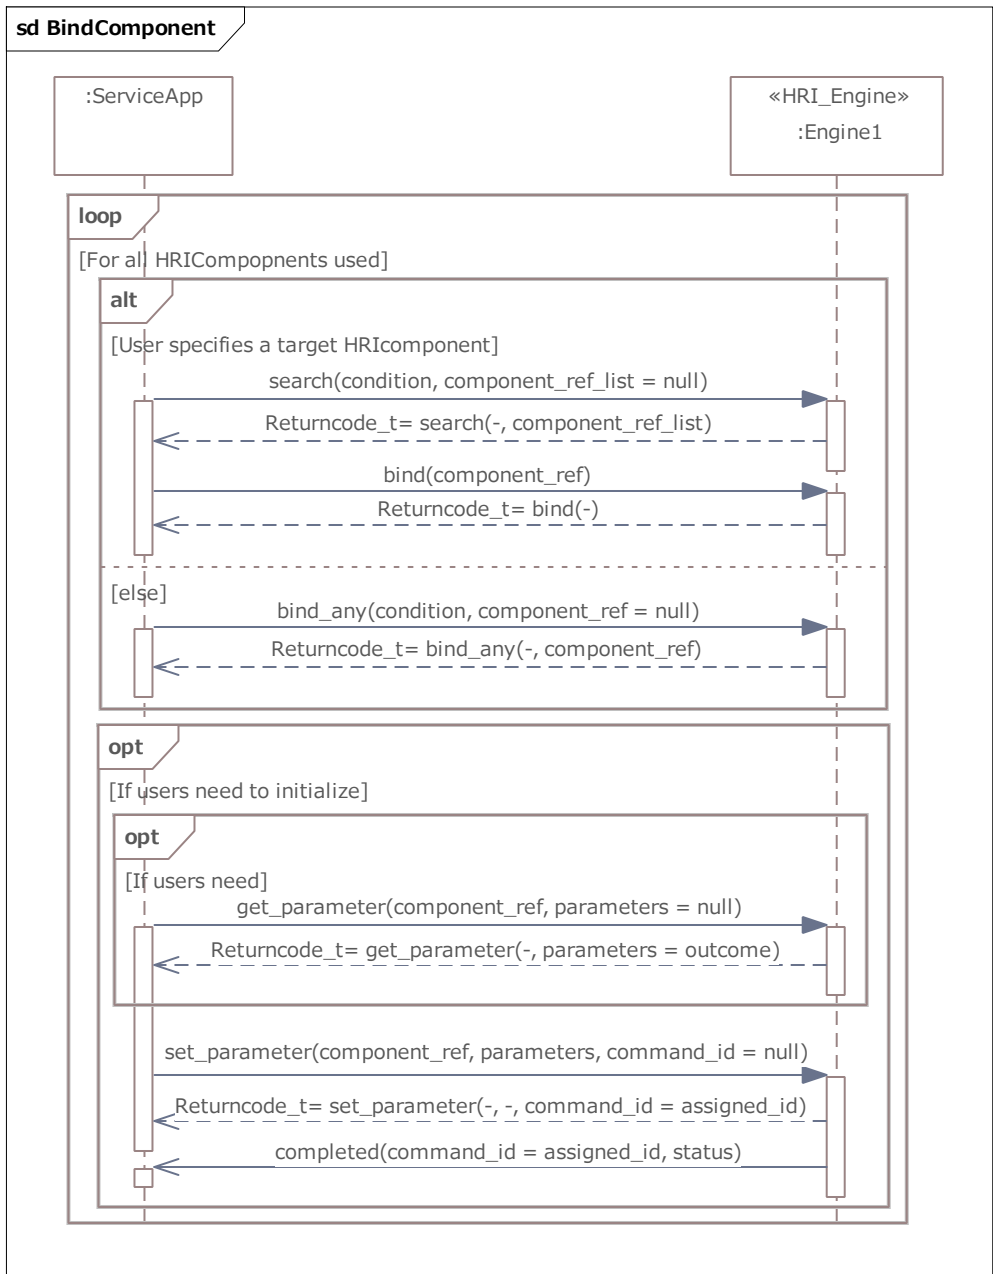 sd BindComponent
:ServiceApp
«HRI_Engine»
:Engine1
loop
[For all HRICompopnents used]
alt
[User specifies a target HRIcomponent]
search(condition, component_ref_list = null)
Returncode_t= search(-, component_ref_list)
bind(component_ref)
Returncode_t= bind(-)
[else]
bind_any(condition, component_ref = null)
Returncode_t= bind_any(-, component_ref)
opt
[If users need to initialize]
opt
[If users need]
get_parameter(component_ref, parameters = null)
Returncode_t= get_parameter(-, parameters = outcome)
set_parameter(component_ref, parameters, command_id = null)
Returncode_t= set_parameter(-, -, command_id = assigned_id)
completed(command_id = assigned_id, status)